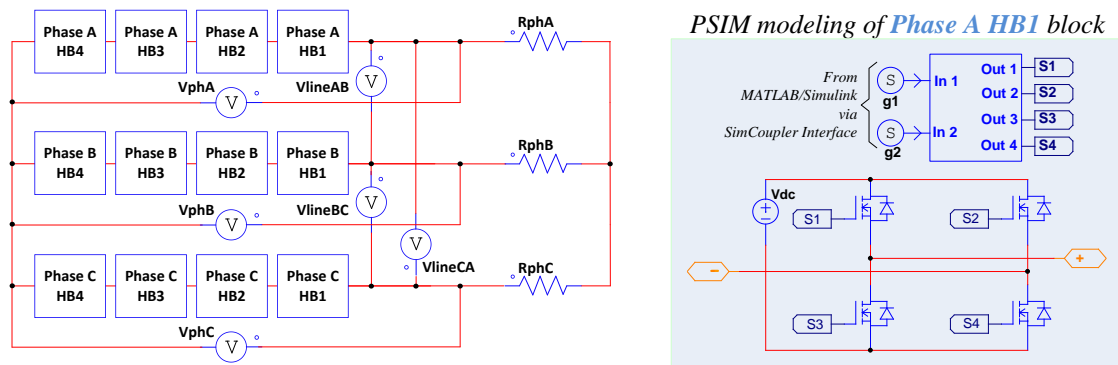 Phase A HB4
Phase A HB3
Phase A HB2
Phase A HB1
RphA
VphA
V
V
VlineAB
Phase B HB4
Phase B HB3
Phase B HB2
Phase B HB1
RphB
VphB
V
V
VlineBC
V
VlineCA
Phase C HB4
Phase C HB3
Phase C HB2
Phase C HB1
RphC
VphC
V
PSIM modeling of Phase A HB1 block
From
MATLAB/Simulink
via
SimCoupler Interface
S
g1
S
g2
In 1
In 2
Out 1
Out 2
Out 3
Out 4
S1
S2
S3
S4
Vdc
S1
S2
S3
S4
−
+